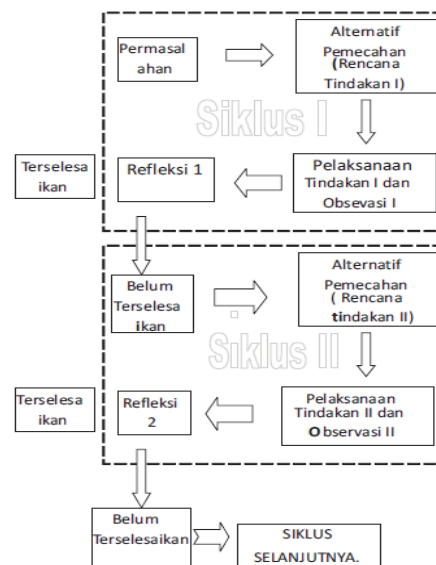 Permasal
ahan
Alternatif
Pemecahan
(Rencana
Tindakan I)
Siklus I
Terselesa
ikan
Refleksi 1
Pelaksanaan
Tindakan I dan
Obsevasi I
Belum
Terselesa
ikan
Alternatif
Pemecahan
( Rencana
tindakan II)
Siklus II
Terselesa
ikan
Refleksi
2
Pelaksanaan
Tindakan II dan
Observasi II
Belum
Terselesaikan
SIKLUS
SELANJUTNYA.